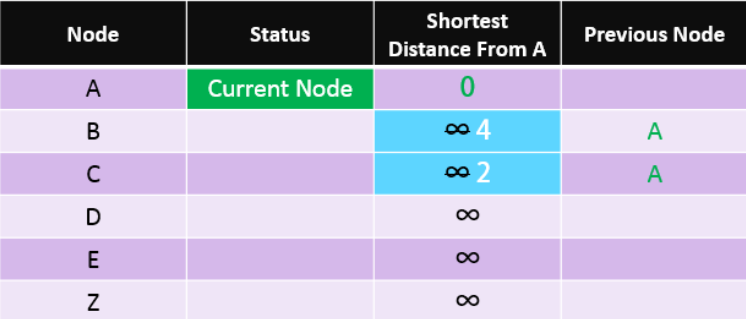 Node Status Shortest Distance From A Previous Node
A Current Node 0
B ∞ 4 A
C ∞ 2 A
D ∞
E ∞
Z ∞